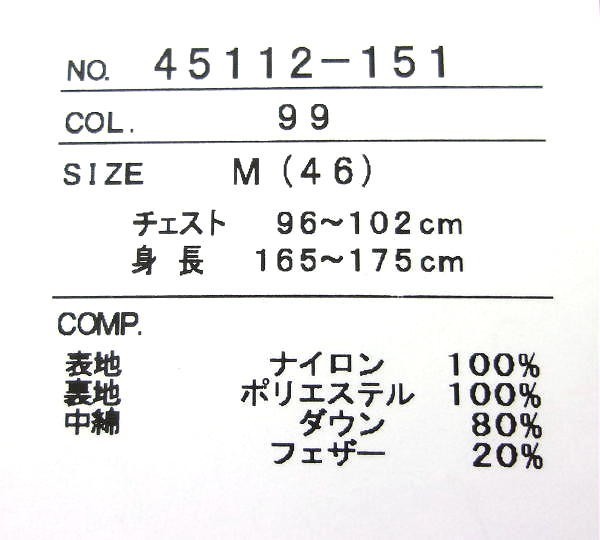 NO. 45112-151
COL. 99
SIZE M(46)
チェスト 96~102cm
身長 165~175cm
COMP.
表地 ナイロン 100%
裏地 ポリエステル 100%
中綿 ダウン 80%
フェザー 20%